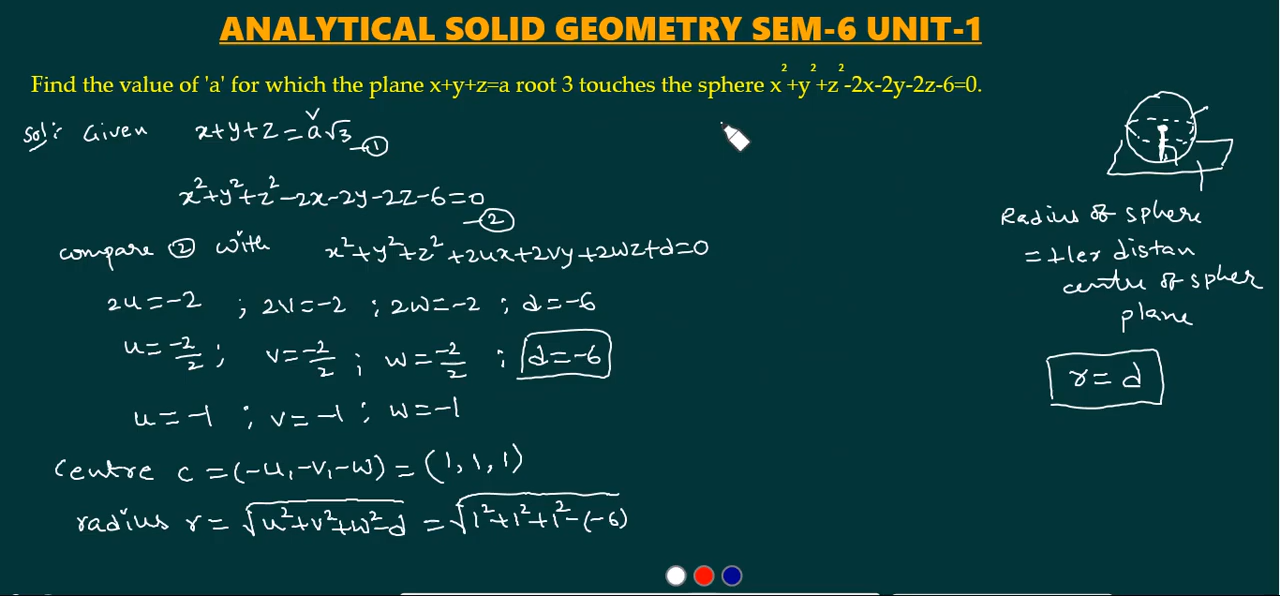 ANALYTICAL SOLID GEOMETRY SEM-6 UNIT-1
Find the value of 'a' for which the plane x+y+z=a root 3 touches the sphere x²+y²+z²-2x-2y-2z-6=0.
Sol: Given x+y+z=a√3 —①
x²+y²+z²-2x-2y-2z-6=0 —②
compare ② with x²+y²+z²+2ux+2vy+2wz+d=0
2u=-2 ; 2v=-2 ; 2w=-2 ; d=-6
u=-2/2 ; v=-2/2 ; w=-2/2 ; d=-6
u=-1 ; v=-1 ; w=-1
Centre c=(-u,-v,-w)=(1,1,1)
radius r=√(u²+v²+w²-d)=√(1²+1²+1²-(-6))
Radius of sphere
=⊥ler distan
centre of spher
plane
r=d